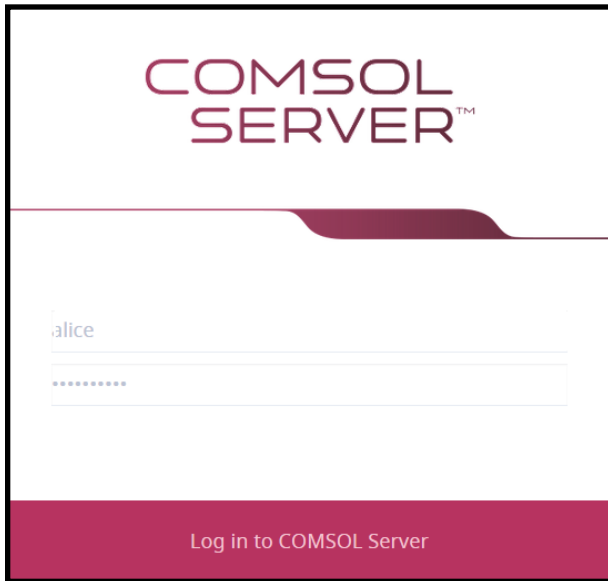 COMSOL
SERVER™
alice
••••••••••
Log in to COMSOL Server